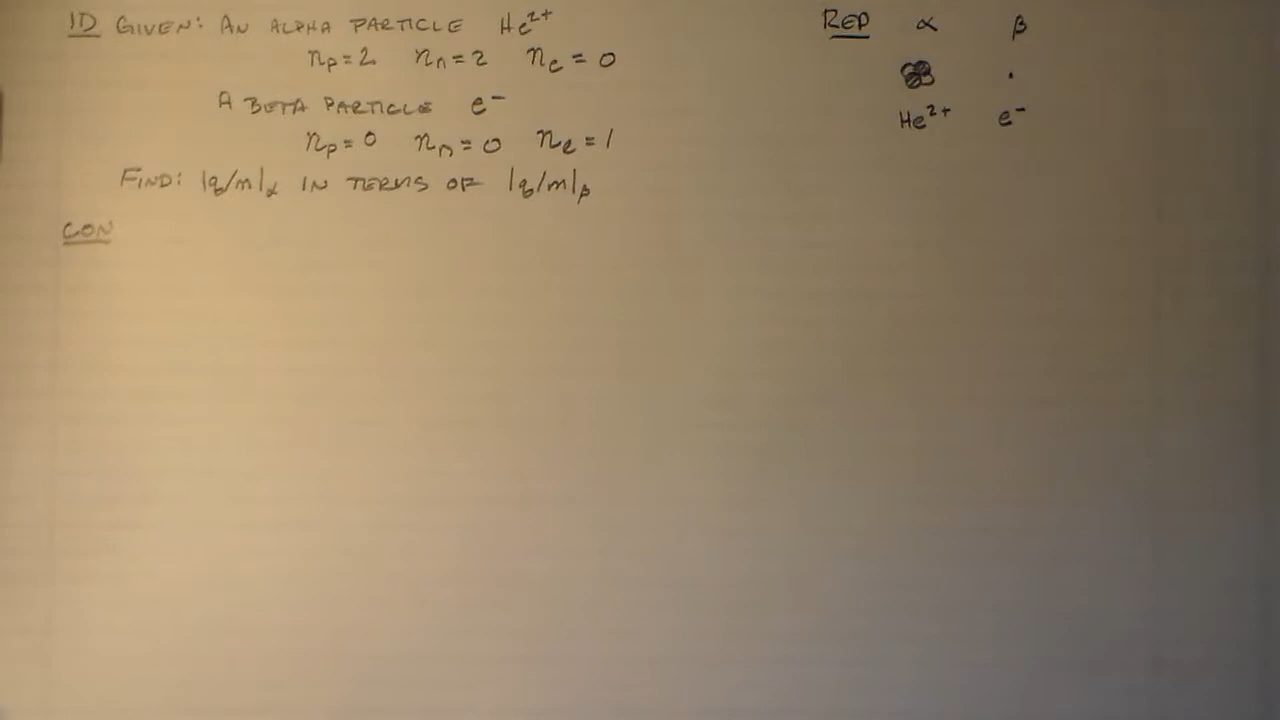 ID GIVEN: AN ALPHA PARTICLE He²⁺
nₚ = 2 nₙ = 2 nₑ = 0
A BETA PARTICLE e⁻
nₚ = 0 nₙ = 0 nₑ = 1
FIND: |q/m|α IN TERMS OF |q/m|β
CON
REP α β
He²⁺ e⁻